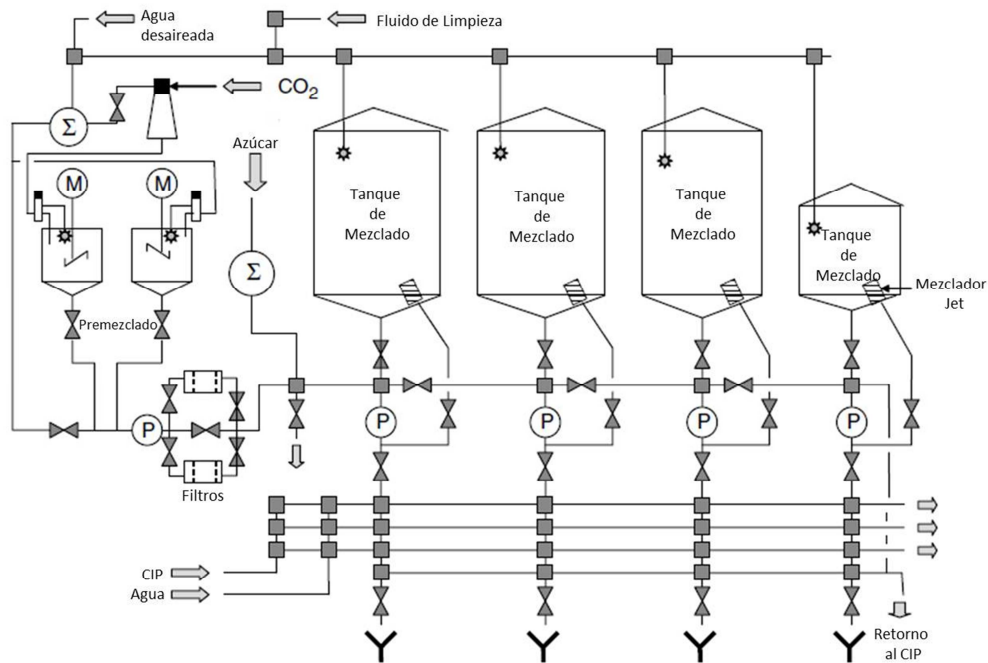 Agua
desaireada
Fluido de Limpieza
CO2
Σ
Azúcar
M
M
Σ
Tanque
de
Mezclado
Tanque
de
Mezclado
Tanque
de
Mezclado
Tanque
de
Mezclado
Mezclador
Jet
Premezclado
P
P
P
P
P
Filtros
CIP
Agua
Retorno
al CIP